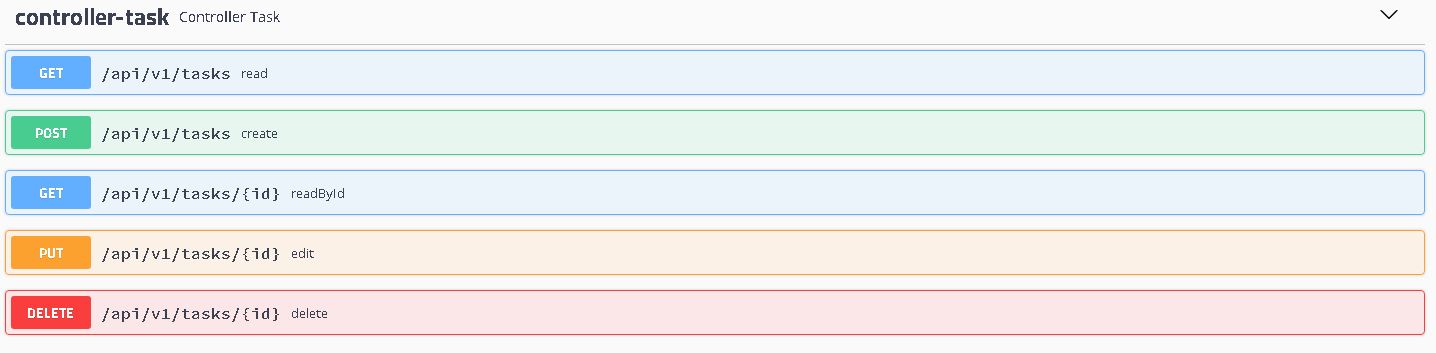 controller-task Controller Task
GET /api/v1/tasks read
POST /api/v1/tasks create
GET /api/v1/tasks/{id} readById
PUT /api/v1/tasks/{id} edit
DELETE /api/v1/tasks/{id} delete